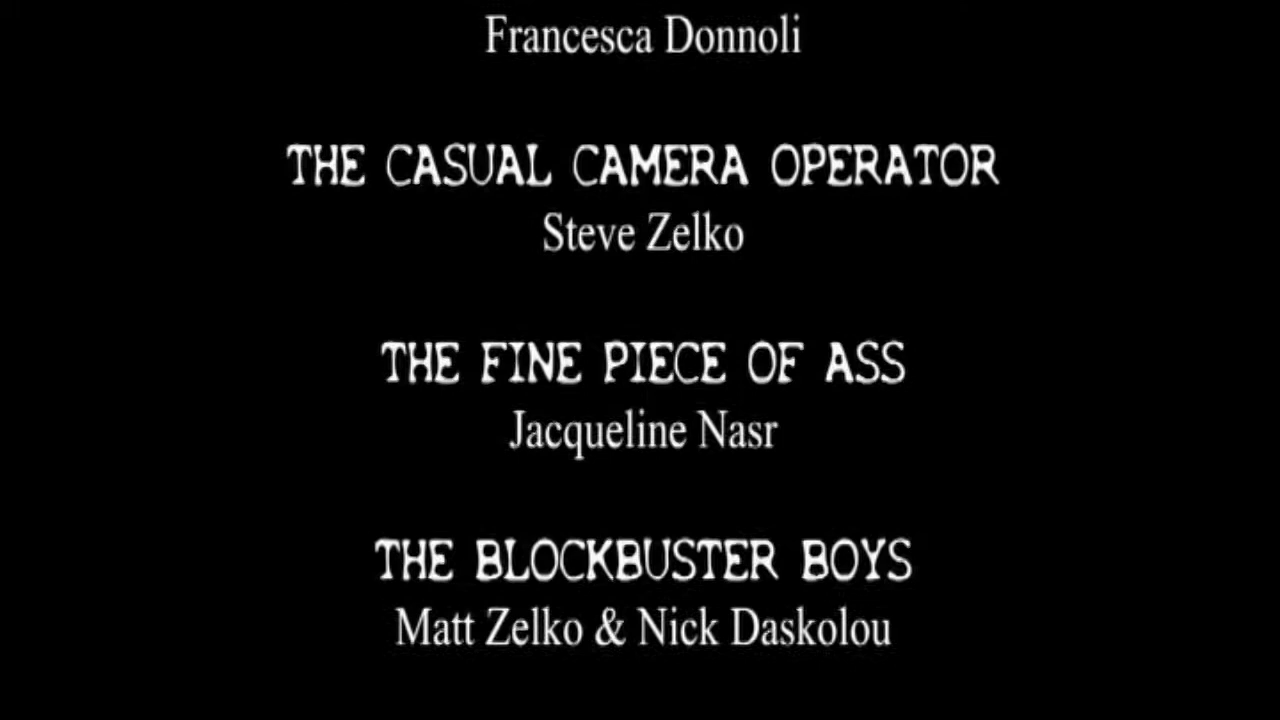 Francesca Donnoli
THE CASUAL CAMERA OPERATOR
Steve Zelko
THE FINE PIECE OF ASS
Jacqueline Nasr
THE BLOCKBUSTER BOYS
Matt Zelko & Nick Daskolou